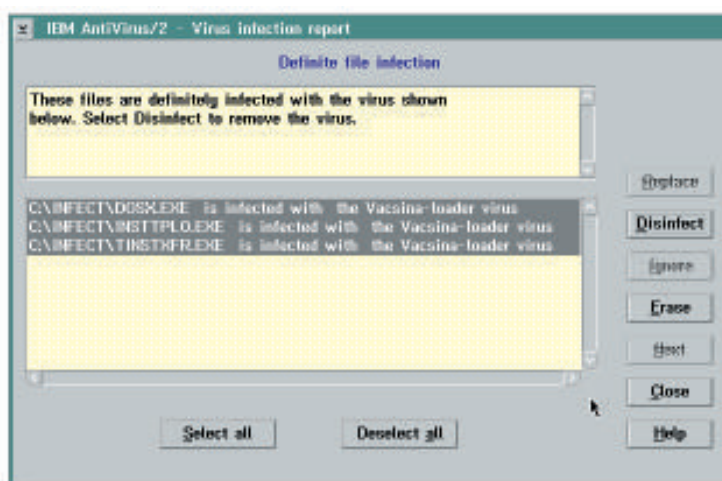 IBM AntiVirus/2 - Virus infection report
Definite file infection
These files are definitely infected with the virus shown
below. Select Disinfect to remove the virus.
C:\INFECT\DOSX.EXE is infected with the Vacsina-loader virus
C:\INFECT\INSTTPLO.EXE is infected with the Vacsina-loader virus
C:\INFECT\TINSTXFR.EXE is infected with the Vacsina-loader virus
Replace
Disinfect
Ignore
Erase
Next
Close
Help
Select all
Deselect all